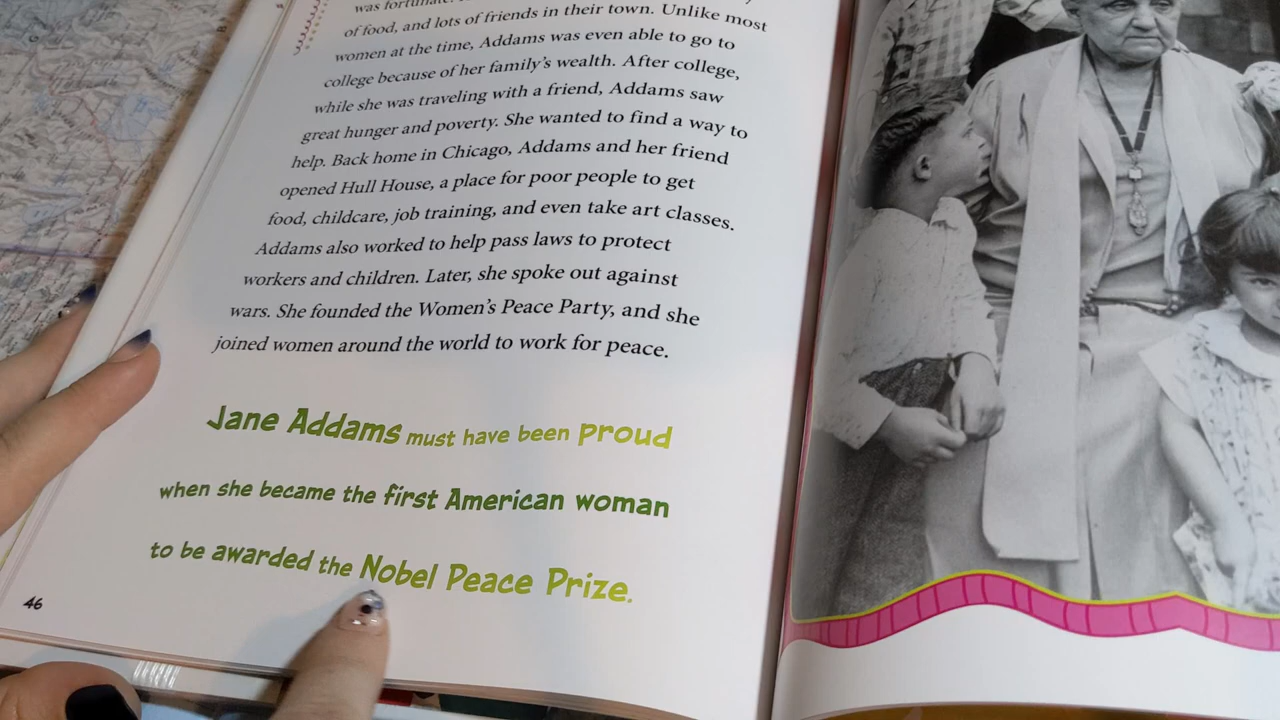 was fortunate.
of food, and lots of friends in their town. Unlike most
women at the time, Addams was even able to go to
college because of her family's wealth. After college,
while she was traveling with a friend, Addams saw
great hunger and poverty. She wanted to find a way to
help. Back home in Chicago, Addams and her friend
opened Hull House, a place for poor people to get
food, childcare, job training, and even take art classes.
Addams also worked to help pass laws to protect
workers and children. Later, she spoke out against
wars. She founded the Women's Peace Party, and she
joined women around the world to work for peace.
Jane Addams must have been proud
when she became the first American woman
to be awarded the Nobel Peace Prize.
46